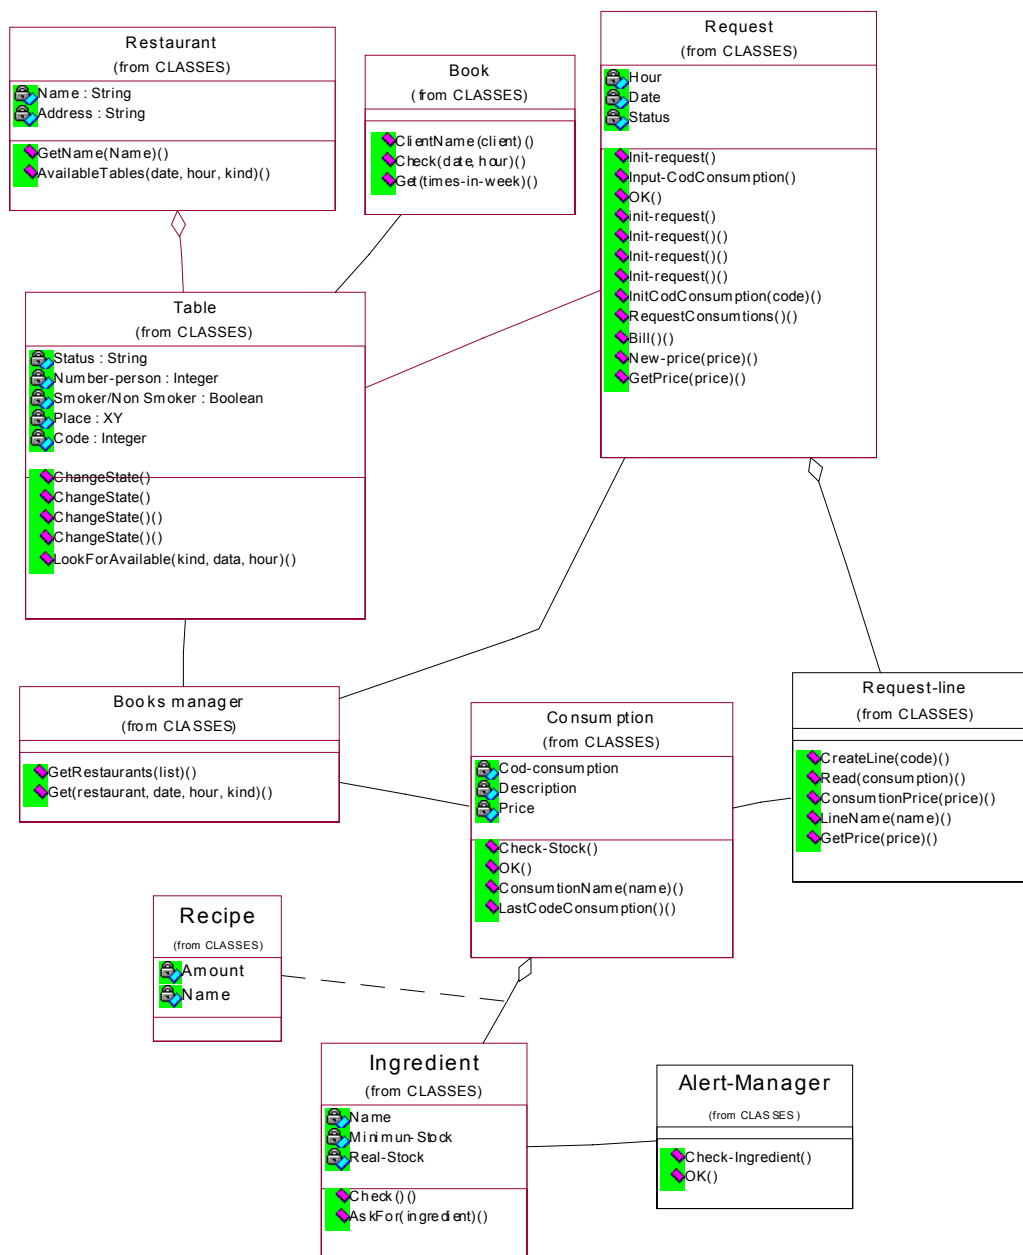 Restaurant
(from CLASSES)
Name : String
Address : String
GetName(Name)()
AvailableTables(date, hour, kind)()
Book
(from CLASSES)
ClientName(client)()
Check(date, hour)()
Get(times-in-week)()
Request
(from CLASSES)
Hour
Date
Status
Init-request()
Input-CodConsumption()
OK()
init-request()
Init-request()()
Init-request()()
Init-request()()
InitCodConsumption(code)()
RequestConsumtions()()
Bill()()
New-price(price)()
GetPrice(price)()
Table
(from CLASSES)
Status : String
Number-person : Integer
Smoker/Non Smoker : Boolean
Place : XY
Code : Integer
ChangeState()
ChangeState()
ChangeState()()
ChangeState()()
LookForAvailable(kind, data, hour)()
Books manager
(from CLASSES)
GetRestaurants(list)()
Get(restaurant, date, hour, kind)()
Consumption
(from CLASSES)
Cod-consumption
Description
Price
Check-Stock()
OK()
ConsumtionName(name)()
LastCodeConsumption()()
Request-line
(from CLASSES)
CreateLine(code)()
Read(consumption)()
ConsumtionPrice(price)()
LineName(name)()
GetPrice(price)()
Recipe
(from CLASSES)
Amount
Name
Ingredient
(from CLASSES)
Name
Minimun-Stock
Real-Stock
Check()()
AskFor(ingredient)()
Alert-Manager
(from CLASSES)
Check-Ingredient()
OK()